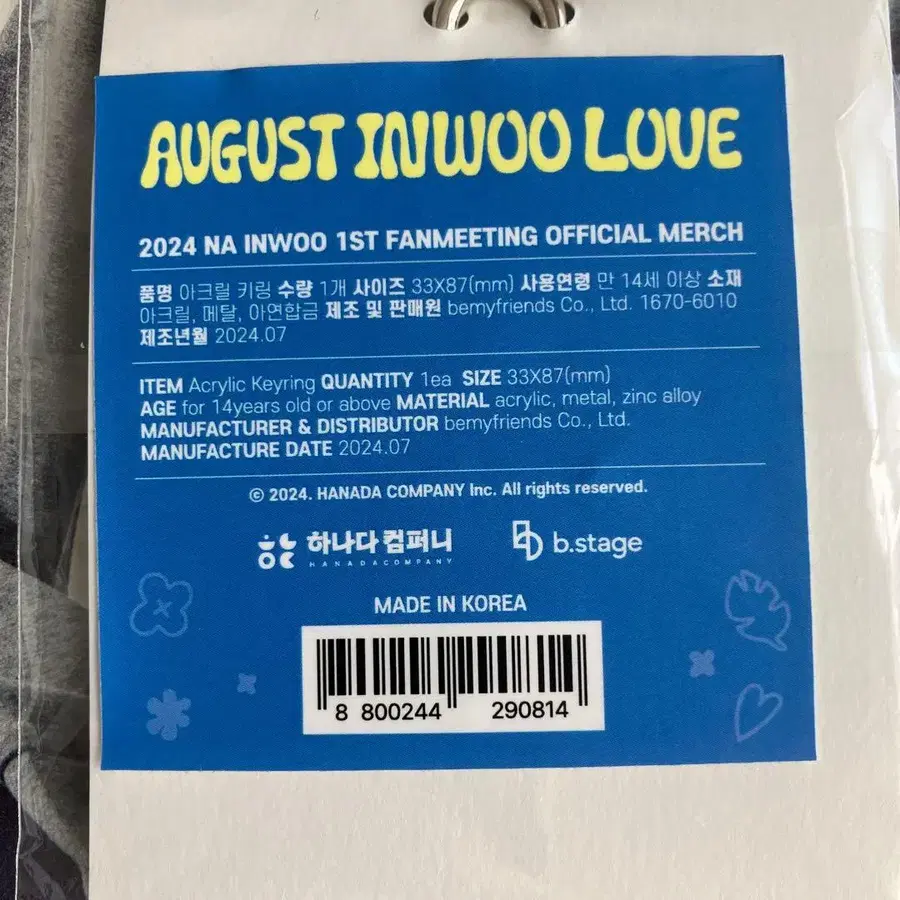 AUGUST INWOO LOVE
2024 NA INWOO 1ST FANMEETING OFFICIAL MERCH
품명 아크릴 키링 수량 1개 사이즈 33X87(mm) 사용연령 만 14세 이상 소재
아크릴, 메탈, 아연합금 제조 및 판매원 bemyfriends Co., Ltd. 1670-6010
제조년월 2024.07
ITEM Acrylic Keyring QUANTITY 1ea SIZE 33X87(mm)
AGE for 14years old or above MATERIAL acrylic, metal, zinc alloy
MANUFACTURER & DISTRIBUTOR bemyfriends Co., Ltd.
MANUFACTURE DATE 2024.07
© 2024. HANADA COMPANY Inc. All rights reserved.
하나다컴퍼니
HANADACOMPANY
b.stage
MADE IN KOREA
8 800244 290814